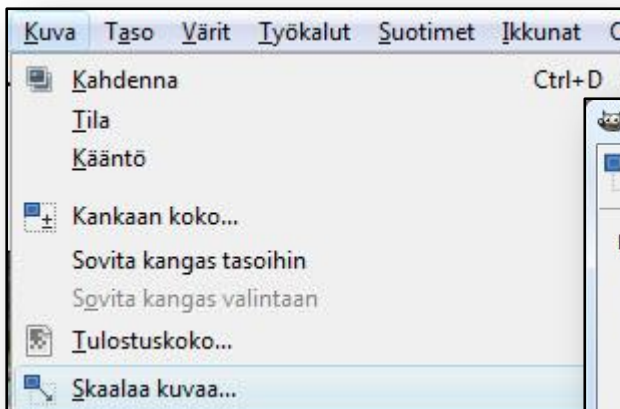 Kuva Taso Värit Työkalut Suotimet Ikkunat
Kahdenna Ctrl+D
Tila
Kääntö
Kankaan koko...
Sovita kangas tasoihin
Sovita kangas valintaan
Tulostuskoko...
Skaalaa kuvaa...